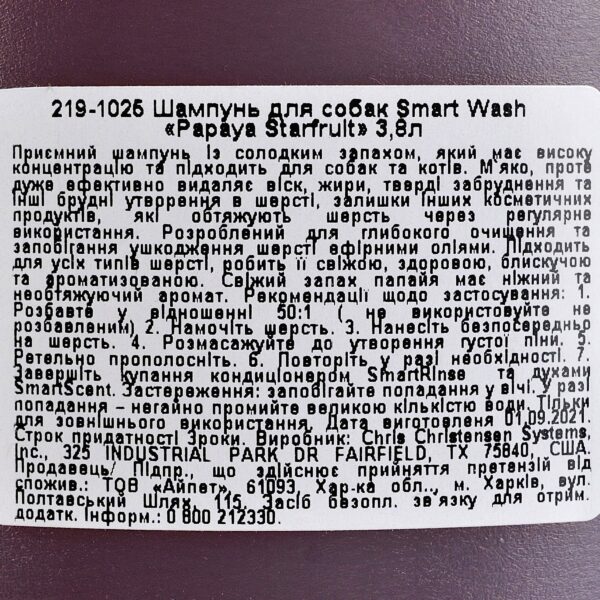 219-1026 Шампунь для собак Smart Wash
«Papaya Starfruit» 3,8л
Приємний шампунь із солодким запахом, який має високу
концентрацію та підходить для собак та котів. М'яко, проте
дуже ефективно видаляє віск, жири, тверді забруднення та
інші брудні утворення в шерсті, залишки інших косметичних
продуктів, які обтяжують шерсть через регулярне
використання. Розроблений для глибокого очищення та
запобігання ушкодження шерсті ефірними оліями. Підходить
для усіх типів шерсті, робить її свіжою, здоровою, блискучою
та ароматизованою. Свіжий запах папайя має ніжний та
необтяжуючий аромат. Рекомендації щодо застосування: 1.
Розбавте у відношенні 50:1 ( не використовуйте не
розбавленим) 2. Намочіть шерсть. 3. Нанесіть безпосередньо
на шерсть. 4. Розмасажуйте до утворення густої піни. 5.
Ретельно прополосніть. 6. Повторіть у разі необхідності. 7.
Завершіть купання кондиціонером SmartRinse та духами
SmartScent. Застереження: запобігайте попадання у вічі. У разі
попадання – негайно промийте великою кількістю води. Тільки
для зовнішнього використання. Дата виготовленя 01.09.2021.
Строк придатності 3роки. Виробник: Chris Christensen Systems,
Inc., 325 INDUSTRIAL PARK DR FAIRFIELD, TX 75840, США.
Продавець/ Підпр., що здійснює прийняття претензій від
спожив.: ТОВ «Айпет», 61093, Хар-ка обл.., м. Харків, вул.
Полтавський Шлях, 115. Засіб безопл. зв'язку для отрим.
додатк. інформ.: 0 800 212330.